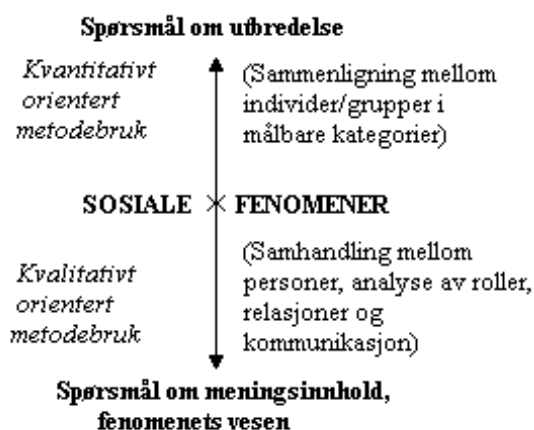 Spørsmål om utbredelse
Kvantitativt
orientert
metodebruk
(Sammenligning mellom
individer/grupper i
målbare kategorier)
SOSIALE FENOMENER
Kvalitativt
orientert
metodebruk
(Samhandling mellom
personer, analyse av roller,
relasjoner og
kommunikasjon)
Spørsmål om meningsinnhold,
fenomenets vesen